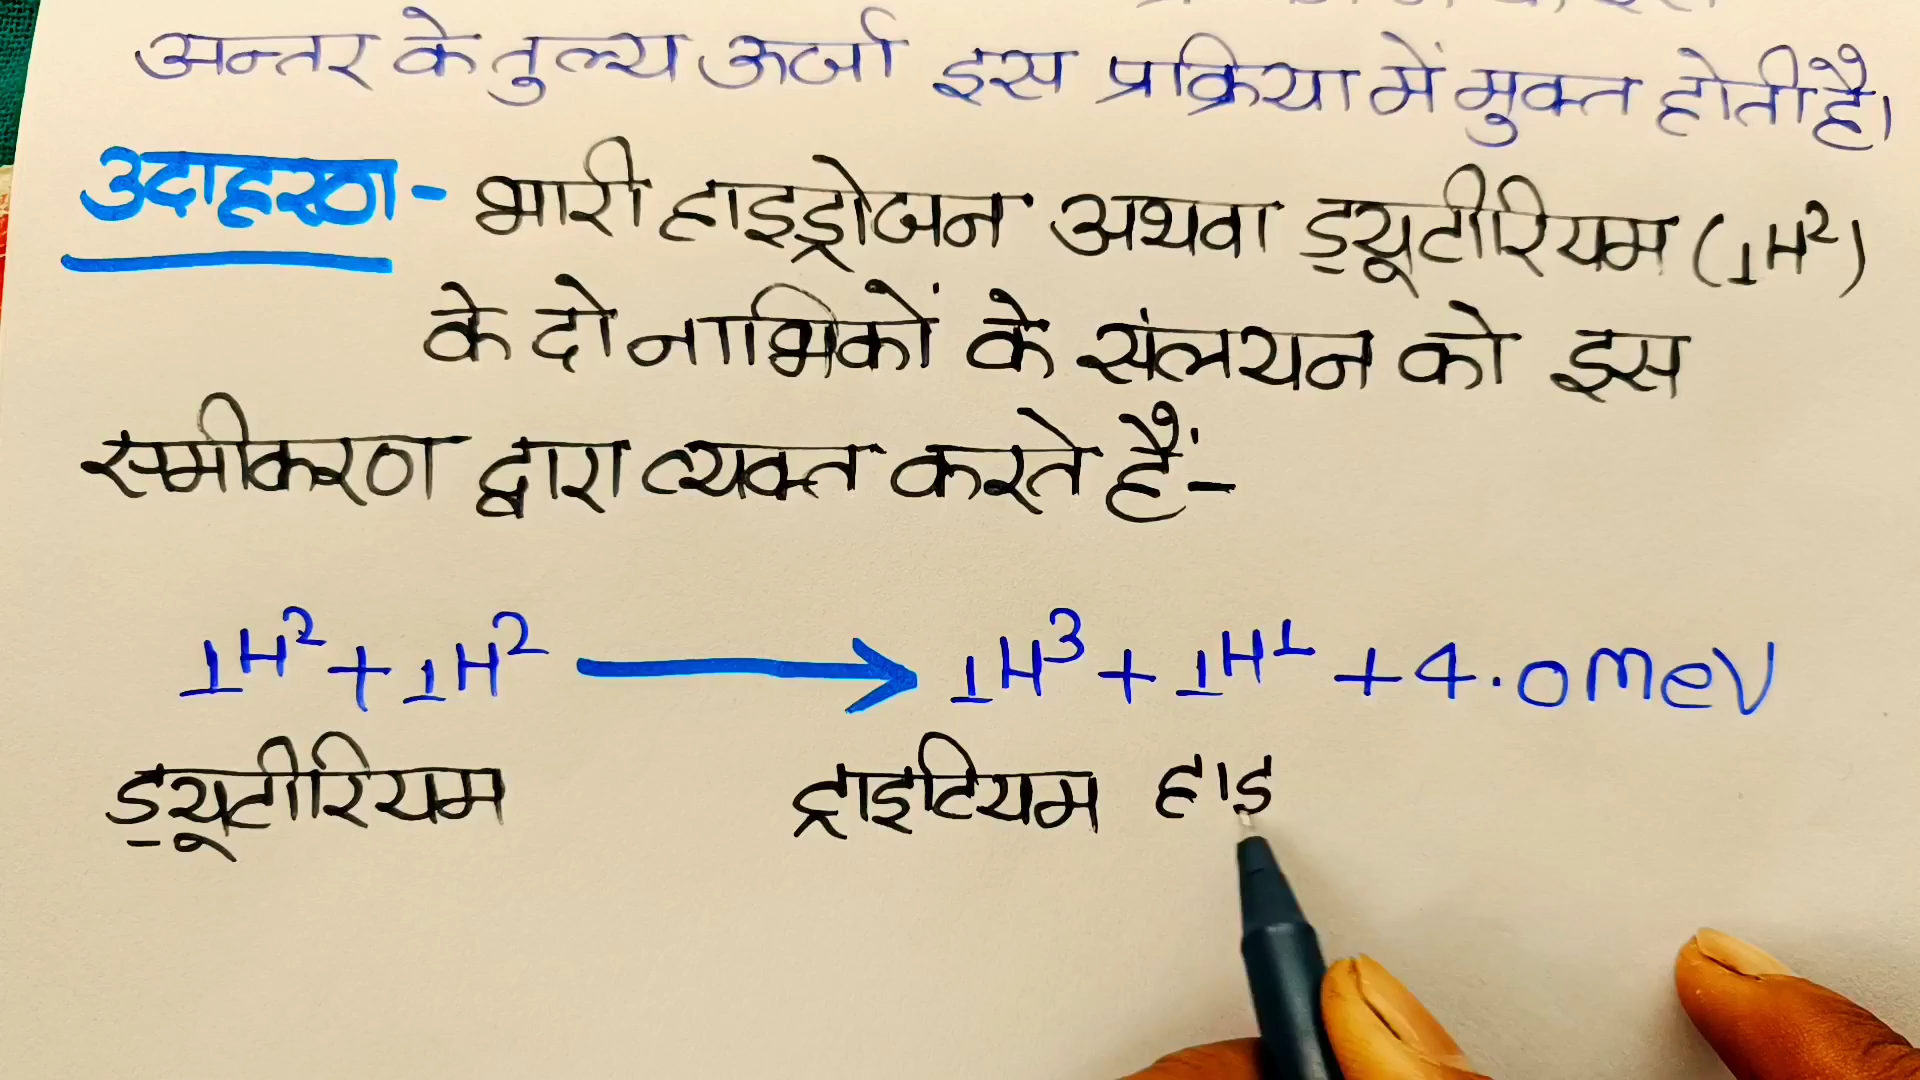 अन्तर के तुल्य ऊर्जा इस प्रक्रिया में मुक्त होती है।
उदाहरण- भारी हाइड्रोजन अथवा ड्यूटीरियम (₁H²)
के दो नाभिकों के संलयन को इस
समीकरण द्वारा व्यक्त करते हैं-
₁H² + ₁H² → ₁H³ + ₁H¹ + 4.0 MeV
ड्यूटीरियम ट्राइटियम हाइ